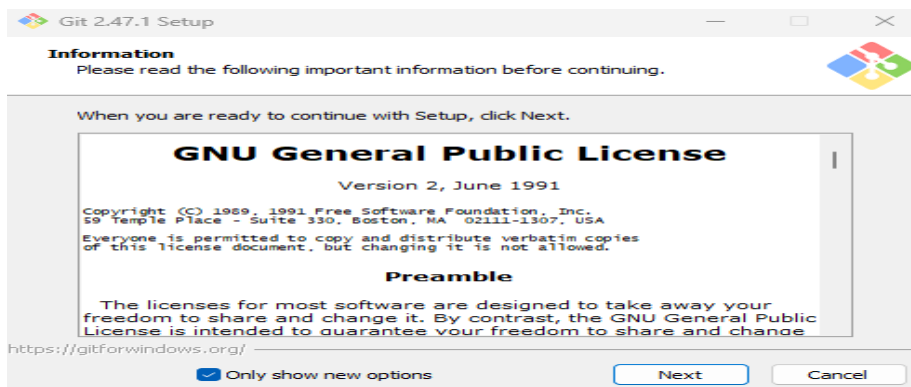 Git 2.47.1 Setup
Information
Please read the following important information before continuing.
When you are ready to continue with Setup, click Next.
GNU General Public License
Version 2, June 1991
Copyright (C) 1989, 1991 Free Software Foundation, Inc.
59 Temple Place - Suite 330, Boston, MA 02111-1307, USA
Everyone is permitted to copy and distribute verbatim copies
of this license document, but changing it is not allowed.
Preamble
The licenses for most software are designed to take away your
freedom to share and change it. By contrast, the GNU General Public
License is intended to guarantee your freedom to share and change
https://gitforwindows.org/
Only show new options
Next
Cancel